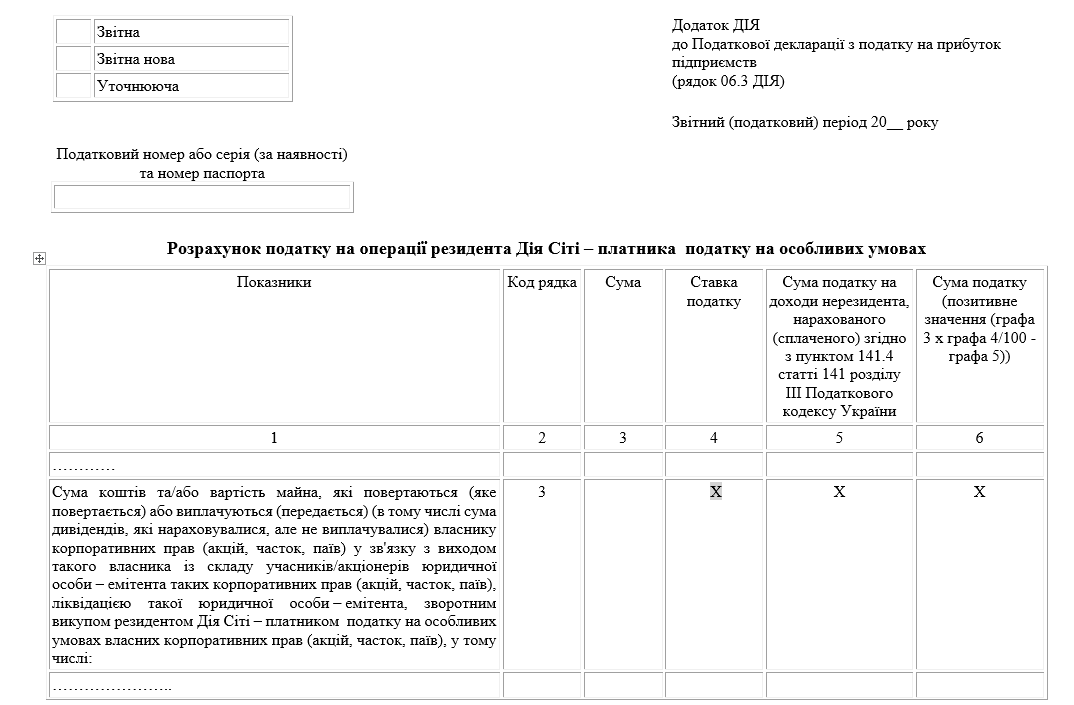 Звітна
Звітна нова
Уточнююча
Додаток ДІЯ
до Податкової декларації з податку на прибуток
підприємств
(рядок 06.3 ДІЯ)
Звітний (податковий) період 20__ року
Податковий номер або серія (за наявності)
та номер паспорта
Розрахунок податку на операції резидента Дія Сіті – платника податку на особливих умовах
Показники
Код рядка
Сума
Ставка
податку
Сума податку на
доходи нерезидента,
нарахованого
(сплаченого) згідно
з пунктом 141.4
статті 141 розділу
III Податкового
кодексу України
Сума податку
(позитивне
значення (графа
3 х графа 4/100 -
графа 5))
1 2 3 4 5 6
…………
Сума коштів та/або вартість майна, які повертаються (яке
повертається) або виплачуються (передається) (в тому числі сума
дивідендів, які нараховувалися, але не виплачувалися) власнику
корпоративних прав (акцій, часток, паїв) у зв'язку з виходом
такого власника із складу учасників/акціонерів юридичної
особи – емітента таких корпоративних прав (акцій, часток, паїв),
ліквідацією такої юридичної особи – емітента, зворотним
викупом резидентом Дія Сіті – платником податку на особливих
умовах власних корпоративних прав (акцій, часток, паїв), у тому
числі:
3 Х Х Х
…………………..